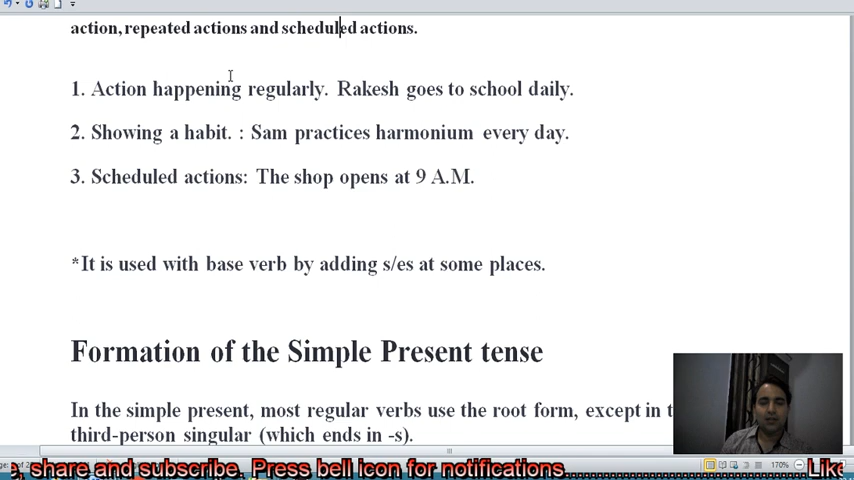 action, repeated actions and scheduled actions.
1. Action happening regularly. Rakesh goes to school daily.
2. Showing a habit. : Sam practices harmonium every day.
3. Scheduled actions: The shop opens at 9 A.M.
*It is used with base verb by adding s/es at some places.
Formation of the Simple Present tense
In the simple present, most regular verbs use the root form, except in t
third-person singular (which ends in -s).
170%
share and subscribe. Press bell icon for notifications............................................ Like